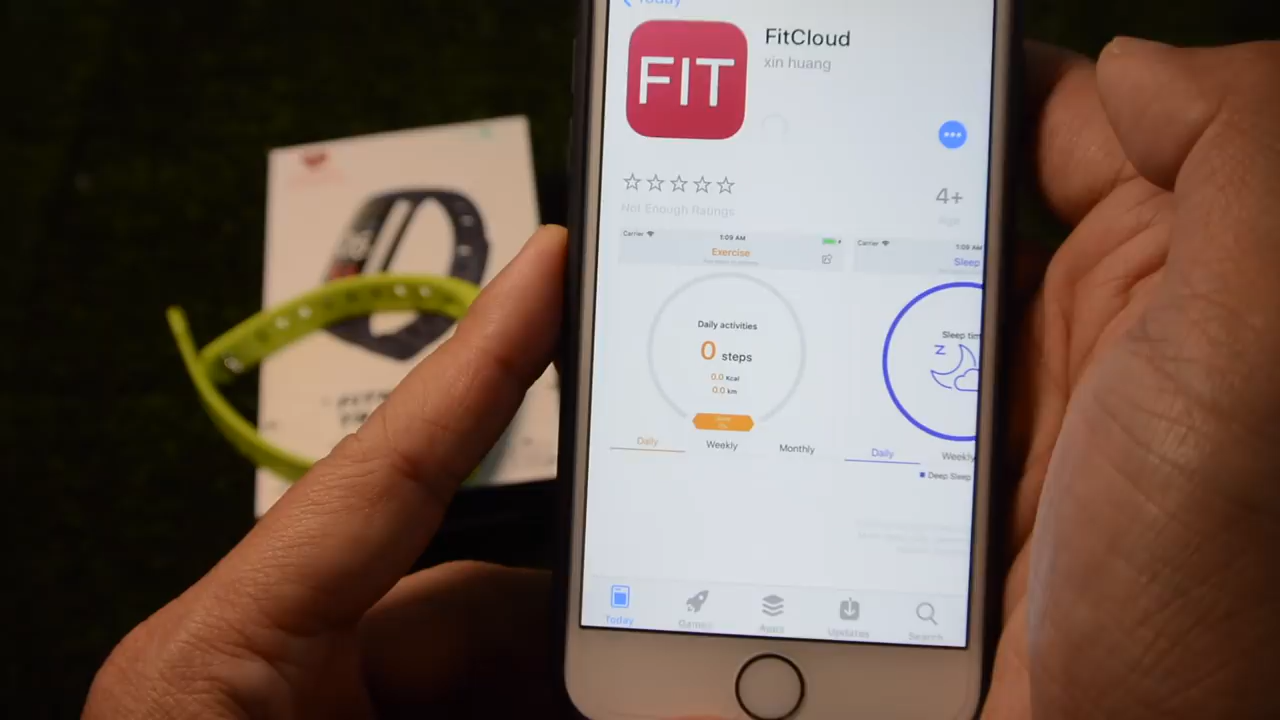 Today
FIT
FitCloud
xin huang
Not Enough Ratings
4+
Age
Carrier
1:09 AM
Exercise
Daily activities
0 steps
0.0 Kcal
0.0 km
Daily
Weekly
Monthly
Carrier
1:09 AM
Sleep
Sleep tim
Daily
Weekly
Deep Sleep
Today
Games
Apps
Updates
Search